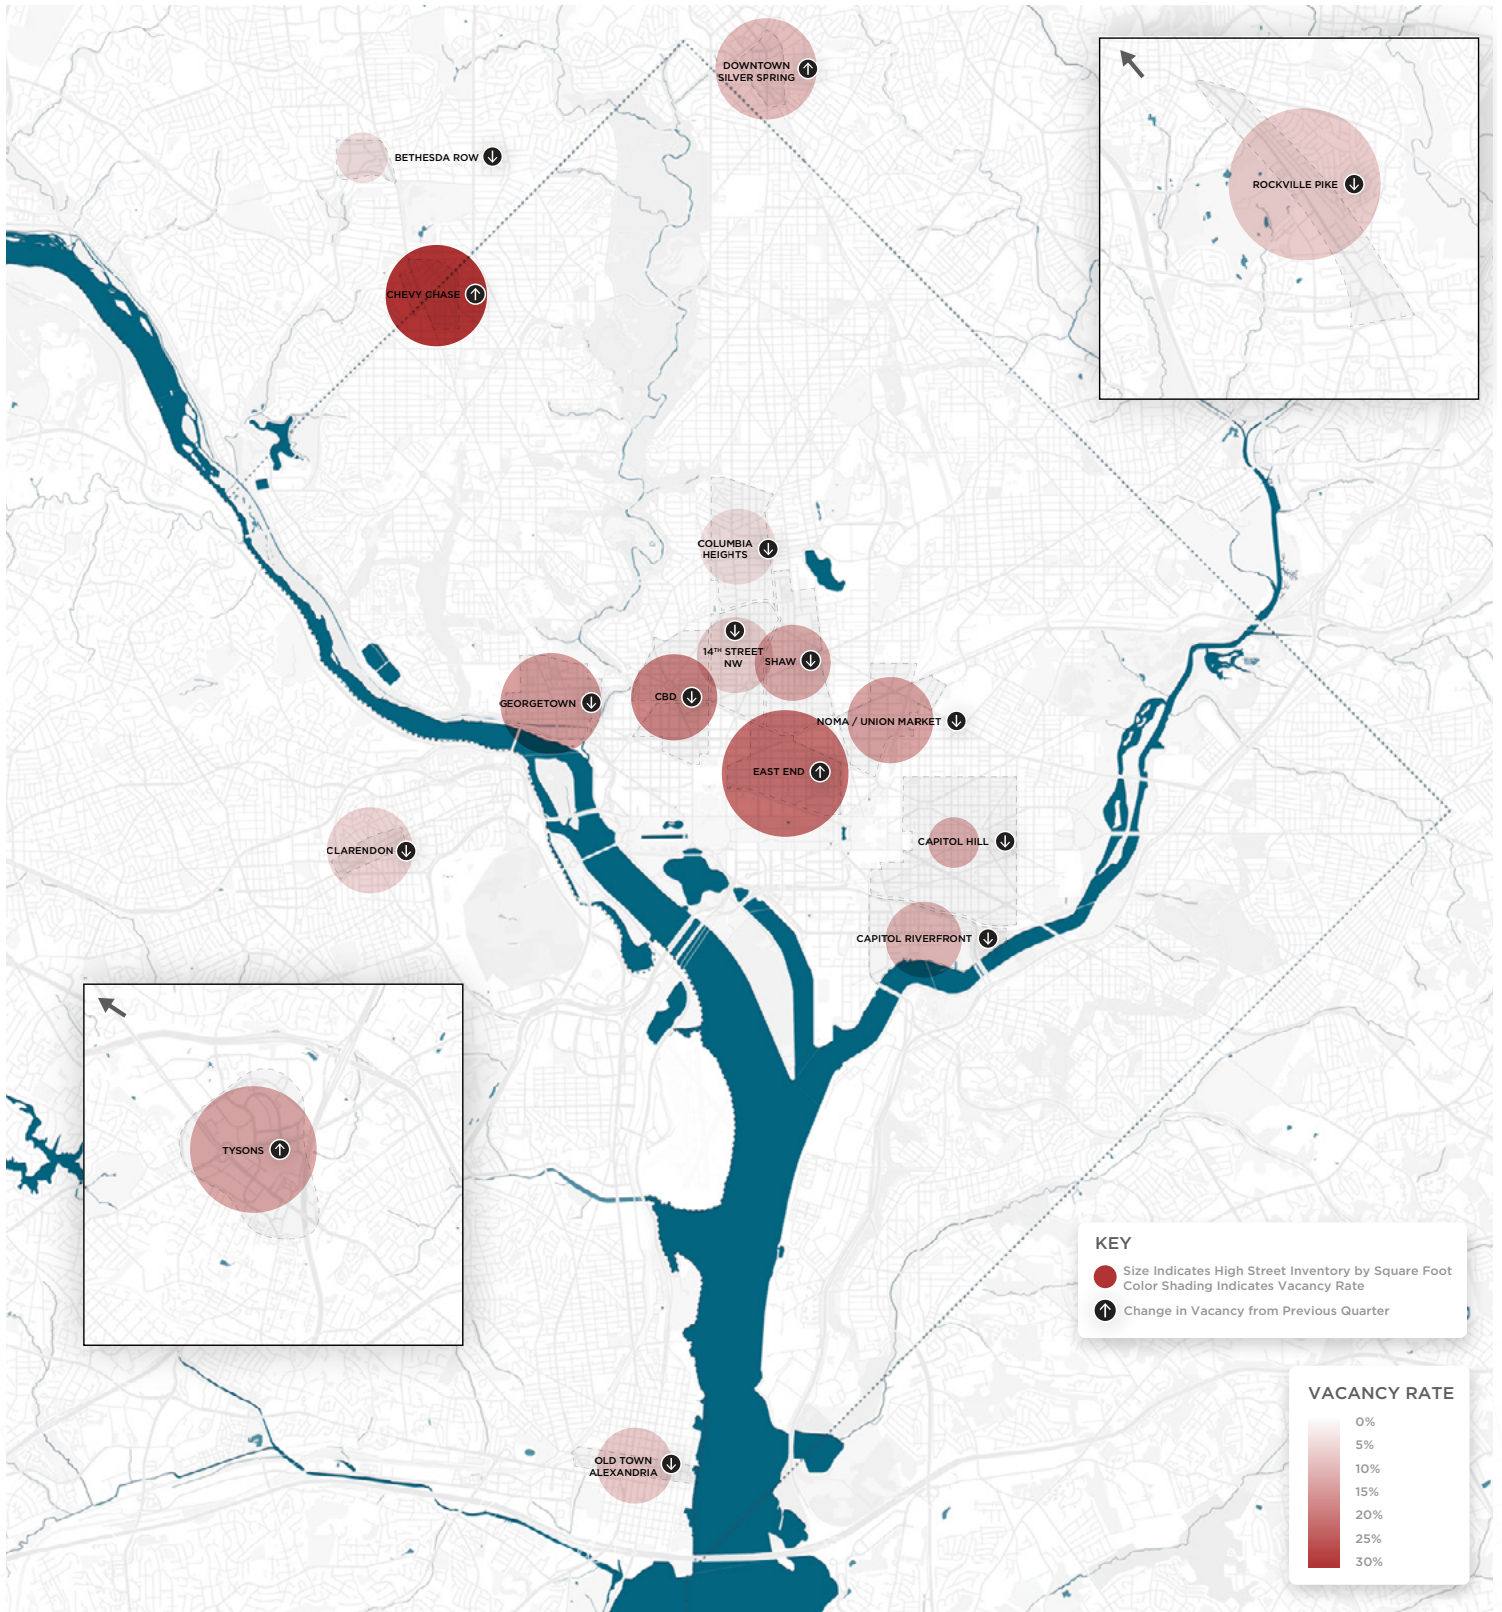 DOWNTOWN
SILVER SPRING
BETHESDA ROW
ROCKVILLE PIKE
CHEVY CHASE
COLUMBIA
HEIGHTS
14TH STREET
NW
SHAW
CBD
GEORGETOWN
NOMA / UNION MARKET
EAST END
CAPITOL HILL
CLARENDON
CAPITOL RIVERFRONT
TYSONS
KEY
Size Indicates High Street Inventory by Square Foot
Color Shading Indicates Vacancy Rate
Change in Vacancy from Previous Quarter
VACANCY RATE
0%
5%
10%
15%
20%
25%
30%
OLD TOWN
ALEXANDRIA